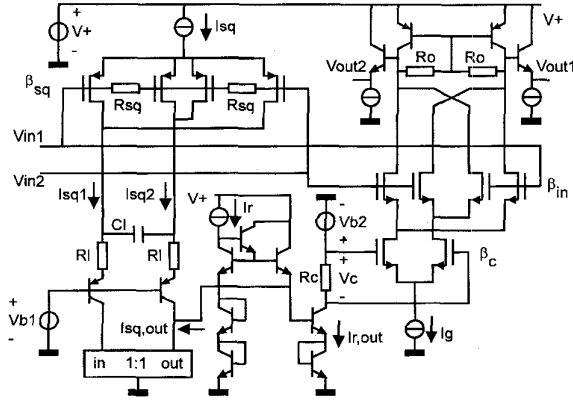 +
V+
-
Isq
V+
Vout2
Ro
Ro
Vout1
βsq
Rsq
Rsq
Vin1
Vin2
Isq1
Isq2
V+
Ir
-
Vb2
+
βin
Cl
Rl
Rl
+
Rc
Vc
-
βc
+
Vb1
-
Isq,out
Ir,out
Ig
in 1:1 out